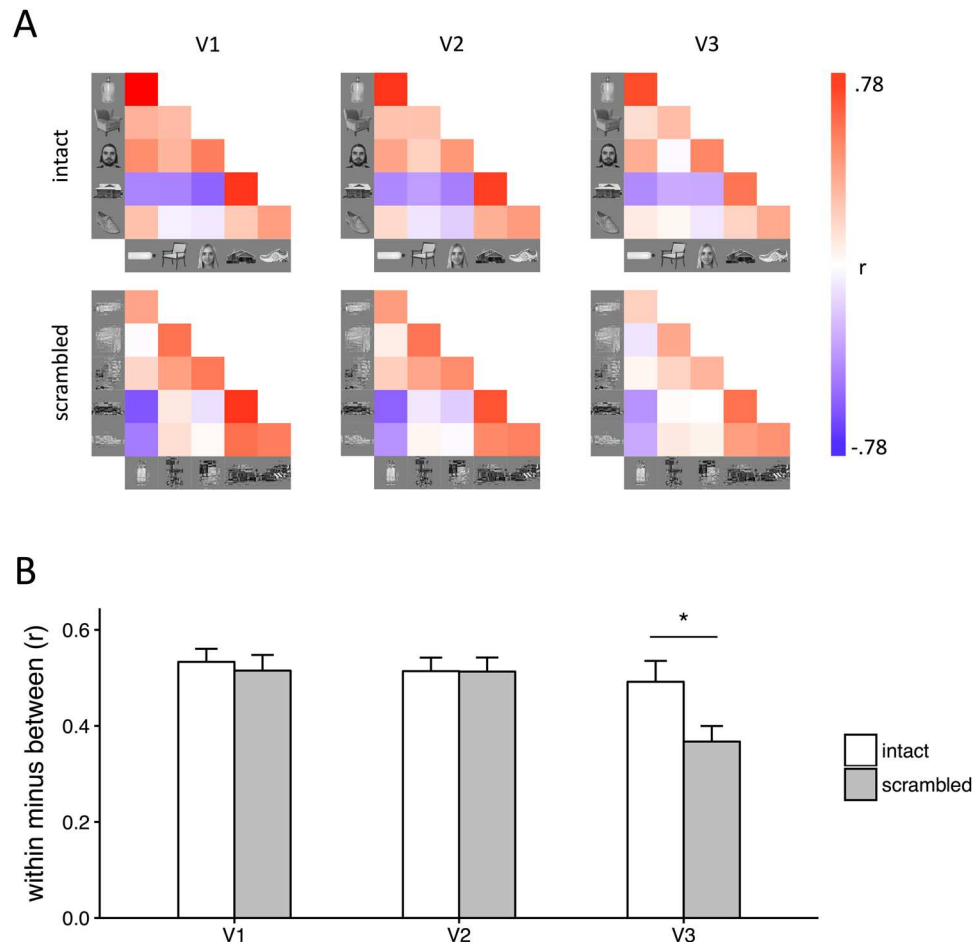 A
V1 V2 V3
intact
.78
r
scrambled
-.78
B
within minus between (r)
0.6
0.4
0.2
0.0
*
intact
scrambled
V1 V2 V3